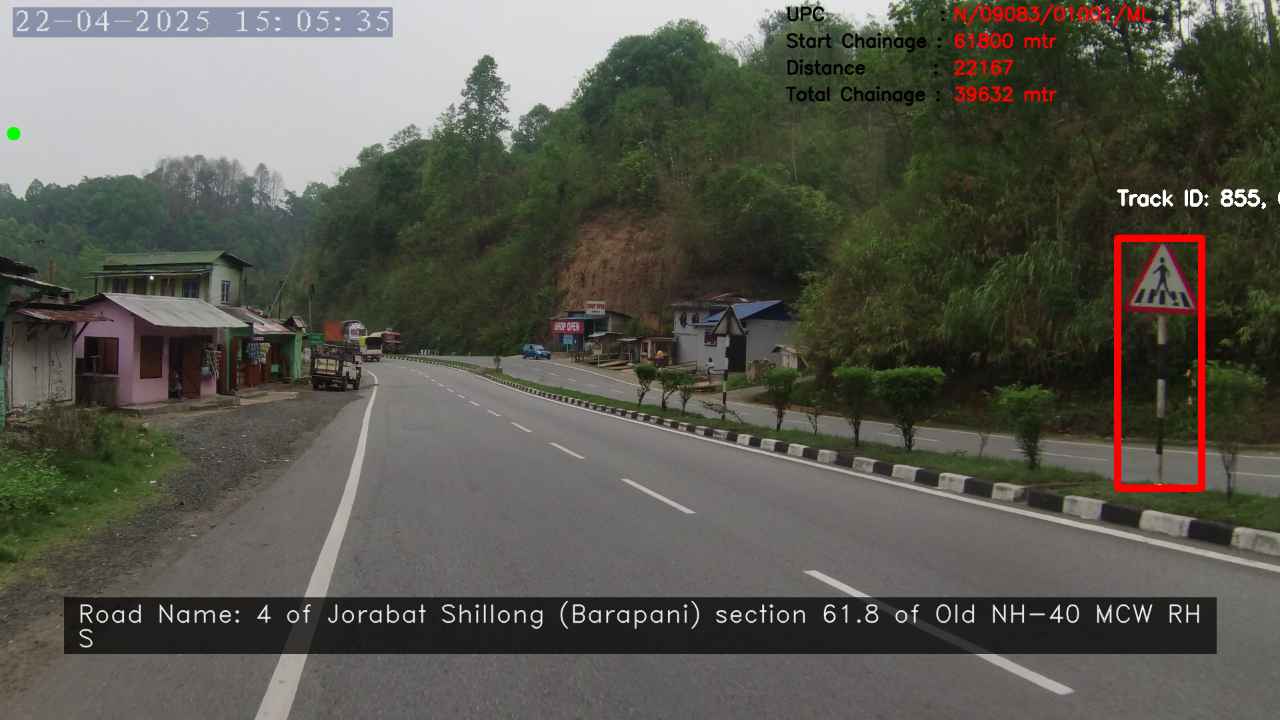 22-04-2025 15:05:35
UPC : N/09083/01001/ML
Start Chainage : 61800 mtr
Distance : 22167
Total Chainage : 39632 mtr
Track ID: 855,
SHOP OPEN
Road Name: 4 of Jorabat Shillong (Barapani) section 61.8 of Old NH-40 MCW RH
S